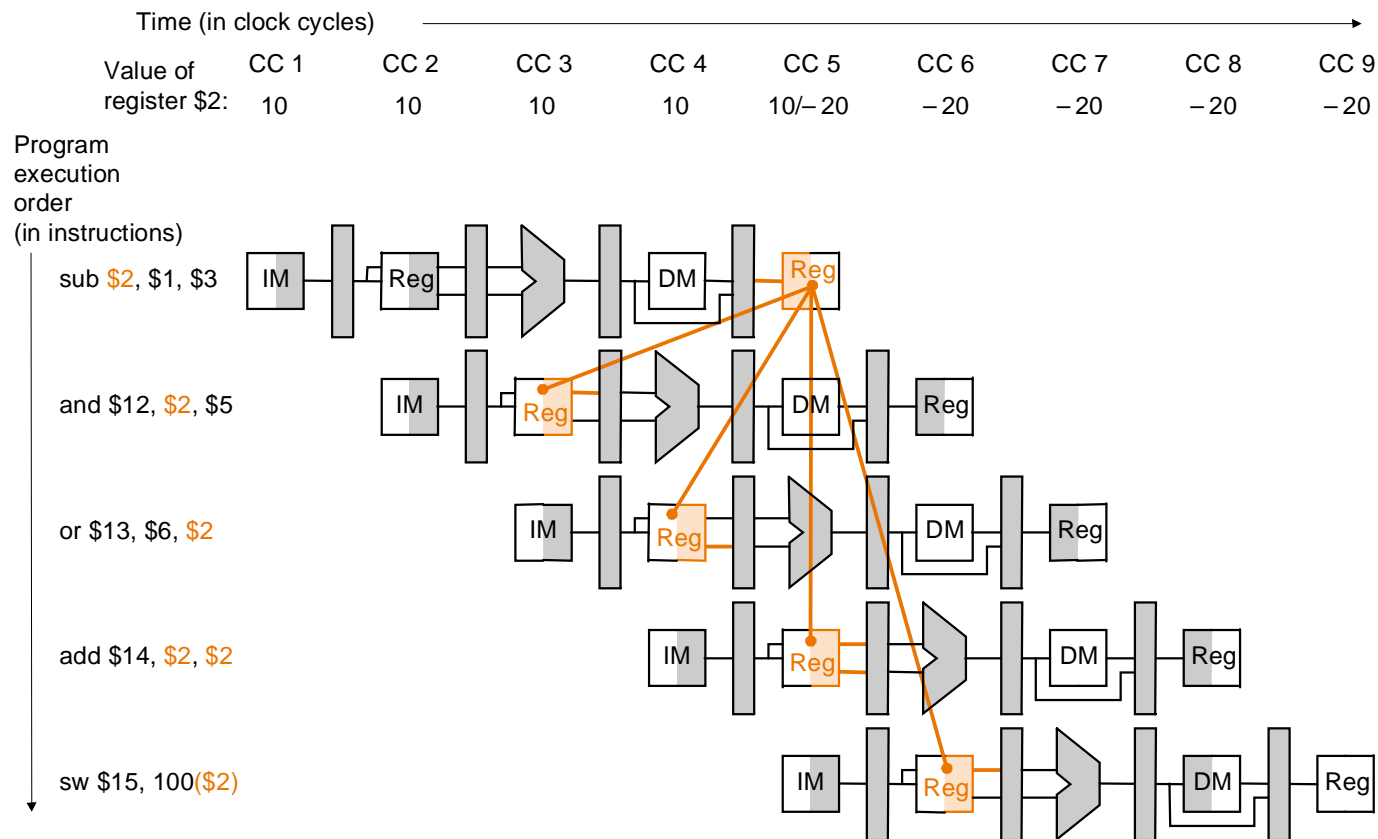 Time (in clock cycles)
Value of
register $2:
CC 1 CC 2 CC 3 CC 4 CC 5 CC 6 CC 7 CC 8 CC 9
10 10 10 10 10/– 20 – 20 – 20 – 20 – 20
Program
execution
order
(in instructions)
sub $2, $1, $3
IM Reg DM Reg
and $12, $2, $5
IM Reg DM Reg
or $13, $6, $2
IM Reg DM Reg
add $14, $2, $2
IM Reg DM Reg
sw $15, 100($2)
IM Reg DM Reg